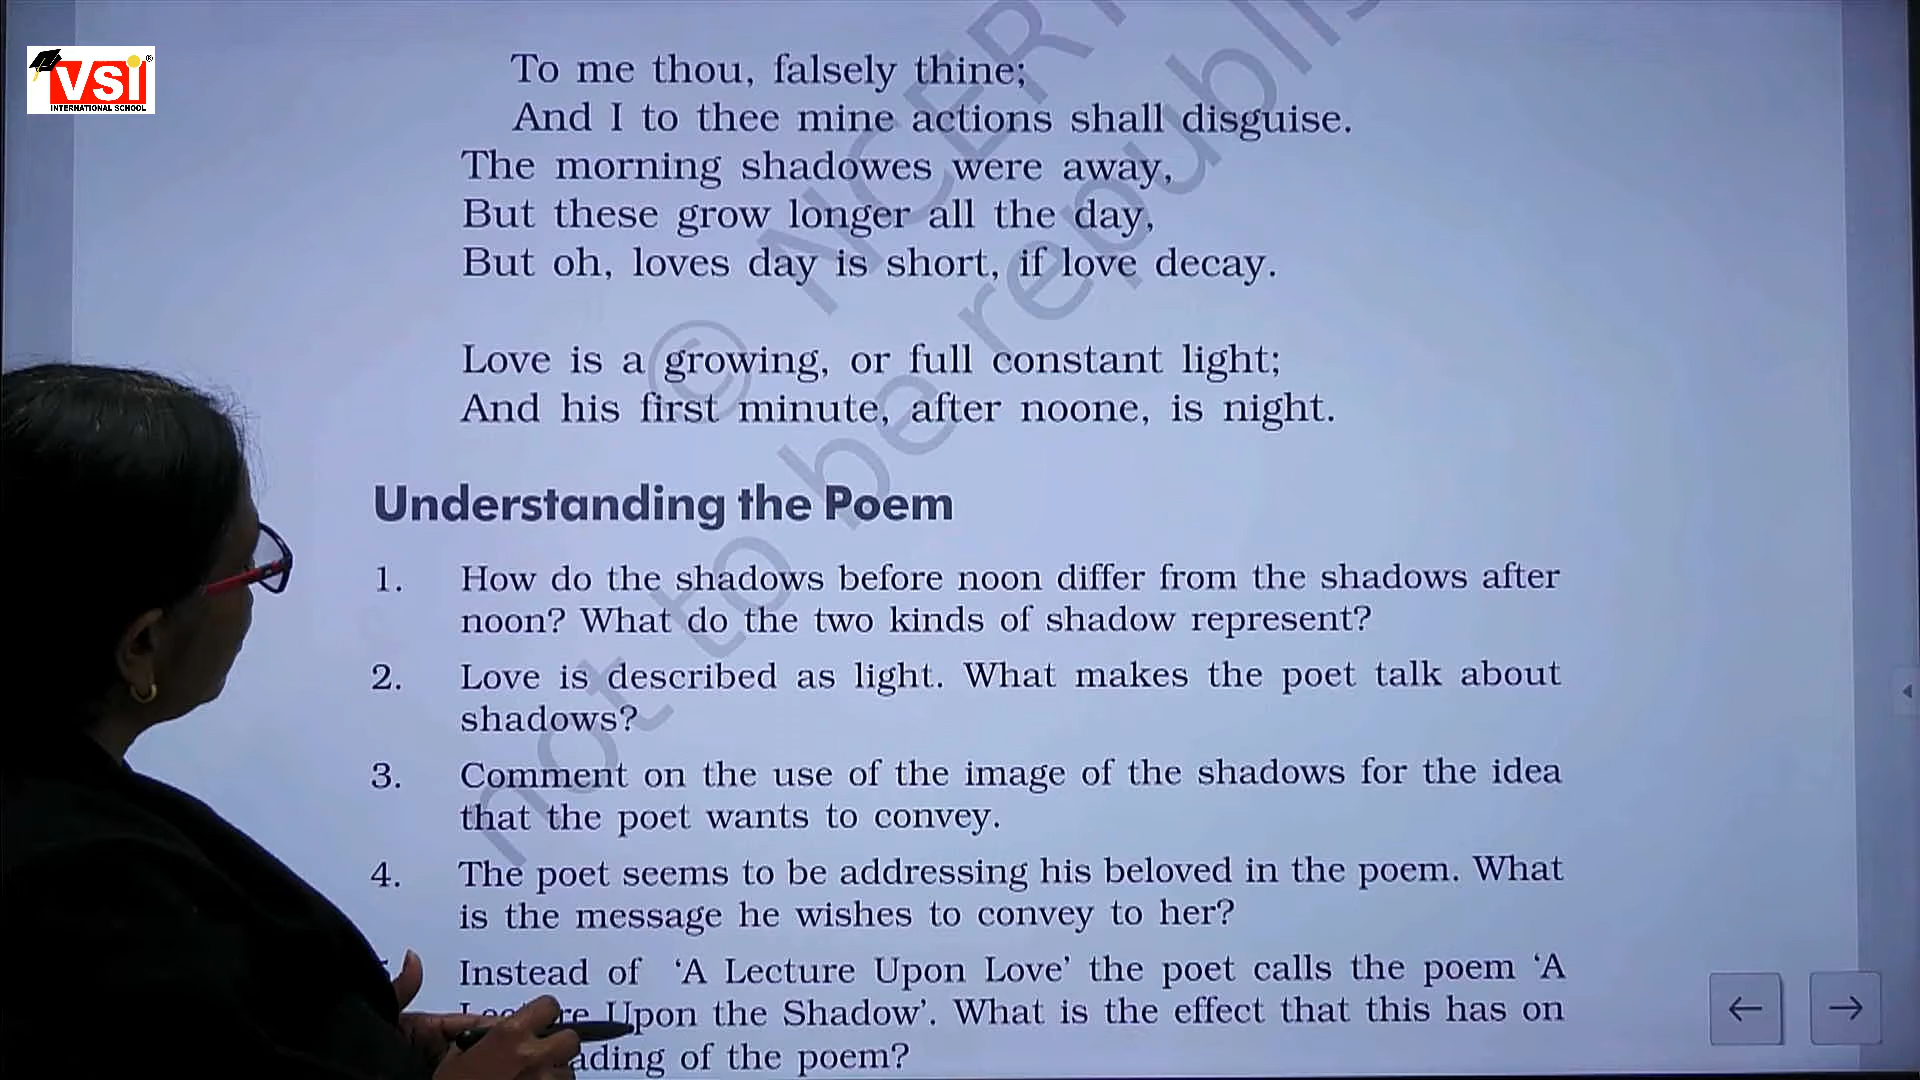 VSI
INTERNATIONAL SCHOOL
To me thou, falsely thine;
And I to thee mine actions shall disguise.
The morning shadowes were away,
But these grow longer all the day,
But oh, loves day is short, if love decay.
Love is a growing, or full constant light;
And his first minute, after noone, is night.
Understanding the Poem
1. How do the shadows before noon differ from the shadows after
noon? What do the two kinds of shadow represent?
2. Love is described as light. What makes the poet talk about
shadows?
3. Comment on the use of the image of the shadows for the idea
that the poet wants to convey.
4. The poet seems to be addressing his beloved in the poem. What
is the message he wishes to convey to her?
Instead of ‘A Lecture Upon Love’ the poet calls the poem ‘A
Upon the Shadow’. What is the effect that this has on
of the poem?
© NCERT
not to be